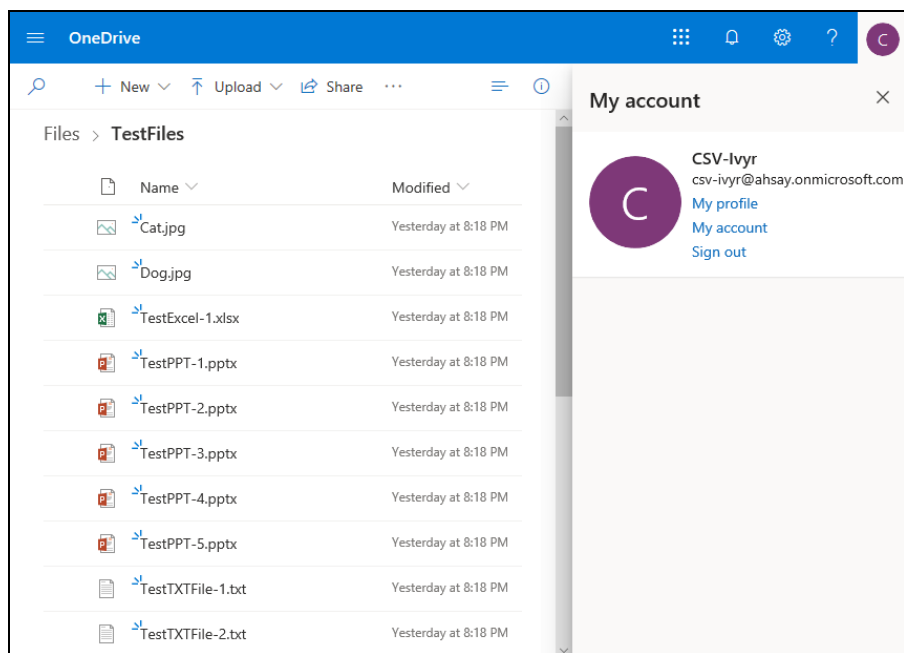 OneDrive
?
C
New
Upload
Share
...
My account
Files > TestFiles
CSV-Ivyr
csv-ivyr@ahsay.onmicrosoft.com
C
My profile
My account
Sign out
Name
Modified
Cat.jpg
Yesterday at 8:18 PM
Dog.jpg
Yesterday at 8:18 PM
TestExcel-1.xlsx
Yesterday at 8:18 PM
TestPPT-1.pptx
Yesterday at 8:18 PM
TestPPT-2.pptx
Yesterday at 8:18 PM
TestPPT-3.pptx
Yesterday at 8:18 PM
TestPPT-4.pptx
Yesterday at 8:18 PM
TestPPT-5.pptx
Yesterday at 8:18 PM
TestTXTFile-1.txt
Yesterday at 8:18 PM
TestTXTFile-2.txt
Yesterday at 8:18 PM